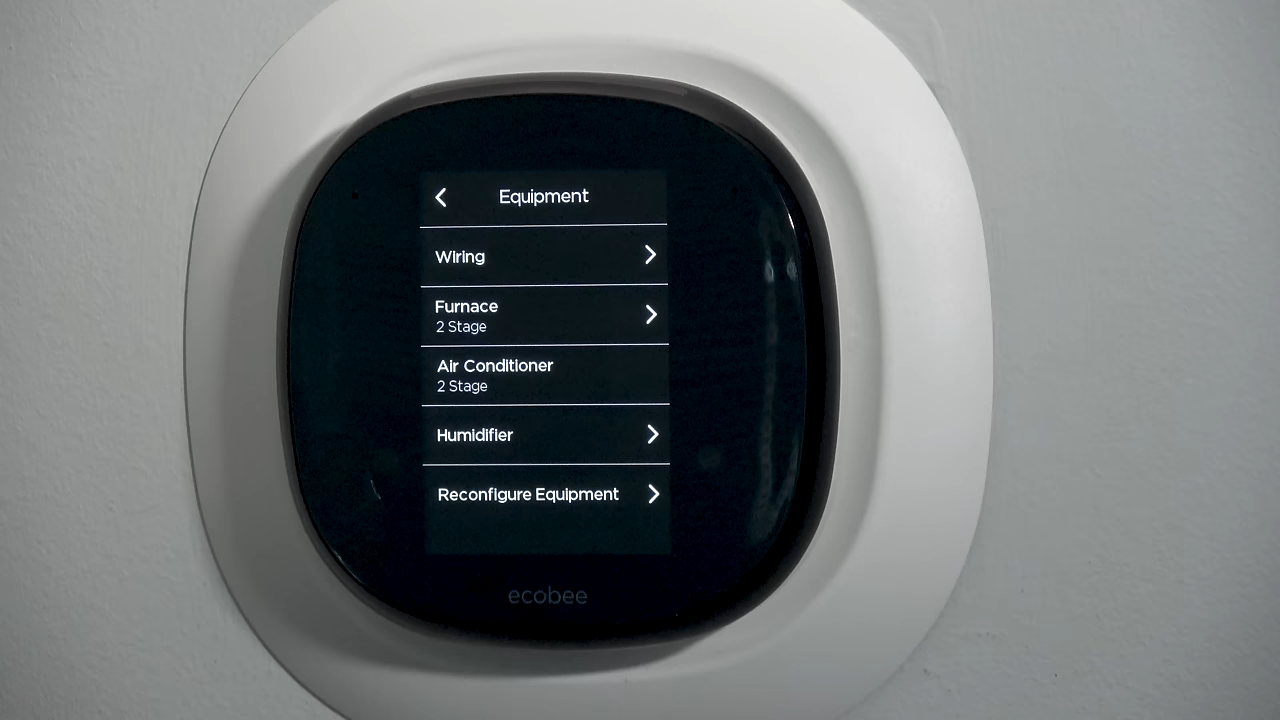 Equipment
Wiring
Furnace
2 Stage
Air Conditioner
2 Stage
Humidifier
Reconfigure Equipment
ecobee